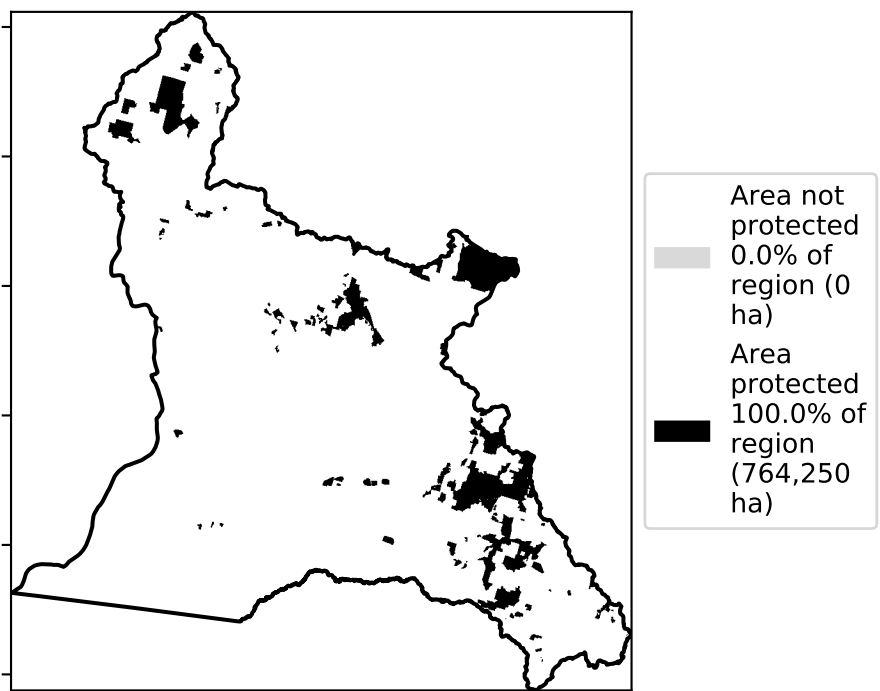 Area not
protected
0.0% of
region (0
ha)
Area
protected
100.0% of
region
(764,250
ha)